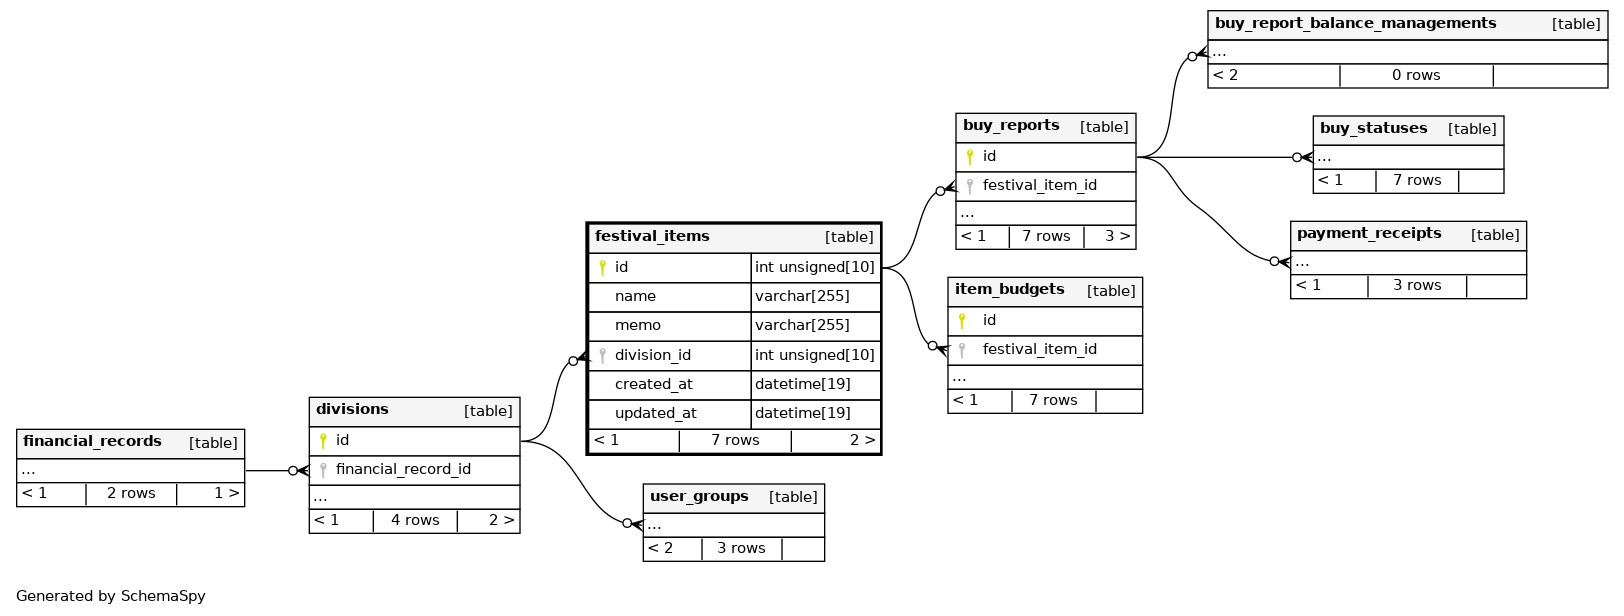 buy_report_balance_managements [table]
...
< 2 0 rows
buy_reports [table]
id
festival_item_id
...
< 1 7 rows 3 >
buy_statuses [table]
...
< 1 7 rows
payment_receipts [table]
...
< 1 3 rows
festival_items [table]
id int unsigned[10]
name varchar[255]
memo varchar[255]
division_id int unsigned[10]
created_at datetime[19]
updated_at datetime[19]
< 1 7 rows 2 >
item_budgets [table]
id
festival_item_id
...
< 1 7 rows
divisions [table]
id
financial_record_id
...
< 1 4 rows 2 >
financial_records [table]
...
< 1 2 rows 1 >
user_groups [table]
...
< 2 3 rows
Generated by SchemaSpy